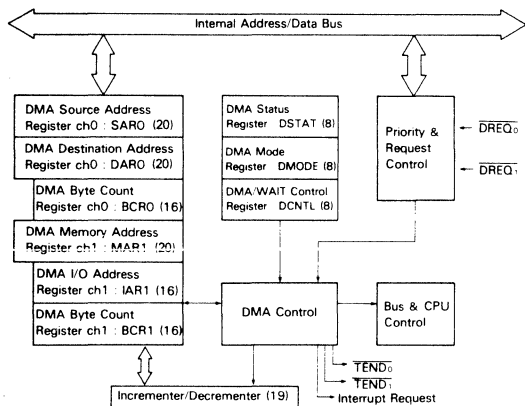 Internal Address/Data Bus
DMA Source Address
Register ch0 : SAR0 (20)
DMA Destination Address
Register ch0 : DAR0 (20)
DMA Byte Count
Register ch0 : BCR0 (16)
DMA Memory Address
Register ch1 : MAR1 (20)
DMA I/O Address
Register ch1 : IAR1 (16)
DMA Byte Count
Register ch1 : BCR1 (16)
DMA Status
Register DSTAT (8)
DMA Mode
Register DMODE (8)
DMA/WAIT Control
Register DCNTL (8)
Priority &
Request
Control
DREQ0
DREQ1
DMA Control
Bus & CPU
Control
TEND0
TEND1
Interrupt Request
Incrementer/Decrementer (19)